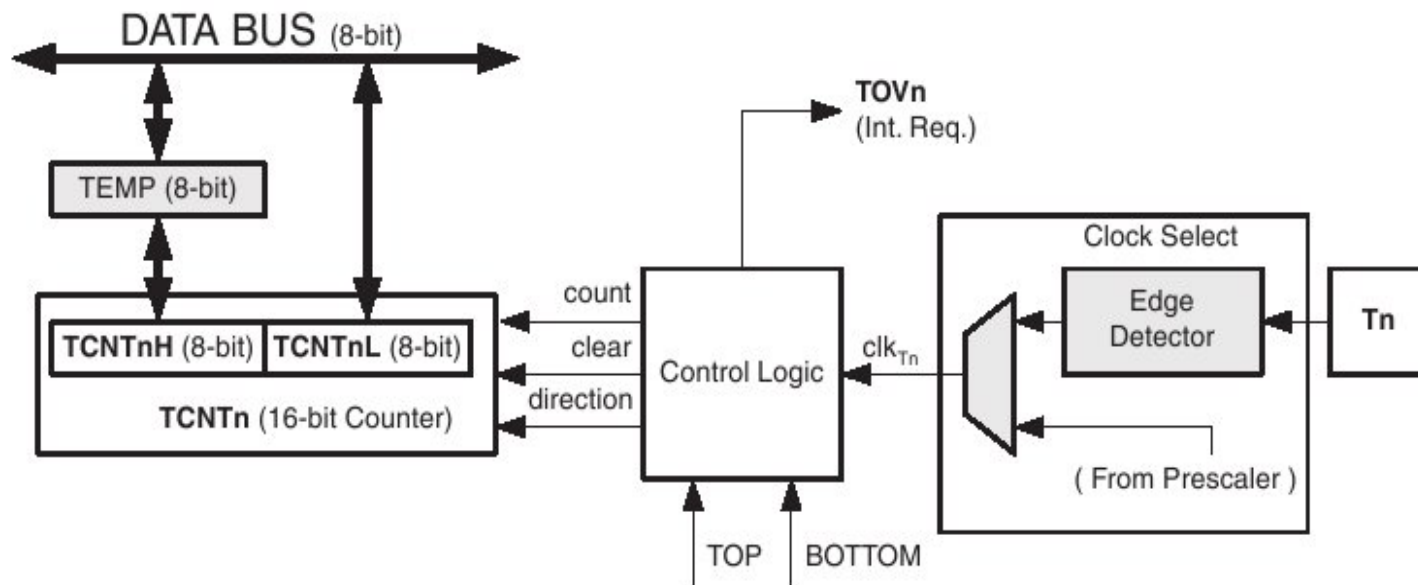 DATA BUS (8-bit)
TOVn
(Int. Req.)
TEMP (8-bit)
Clock Select
count
Edge
Detector
Tn
TCNTnH (8-bit) TCNTnL (8-bit)
clear
Control Logic
clkTn
direction
TCNTn (16-bit Counter)
( From Prescaler )
TOP
BOTTOM